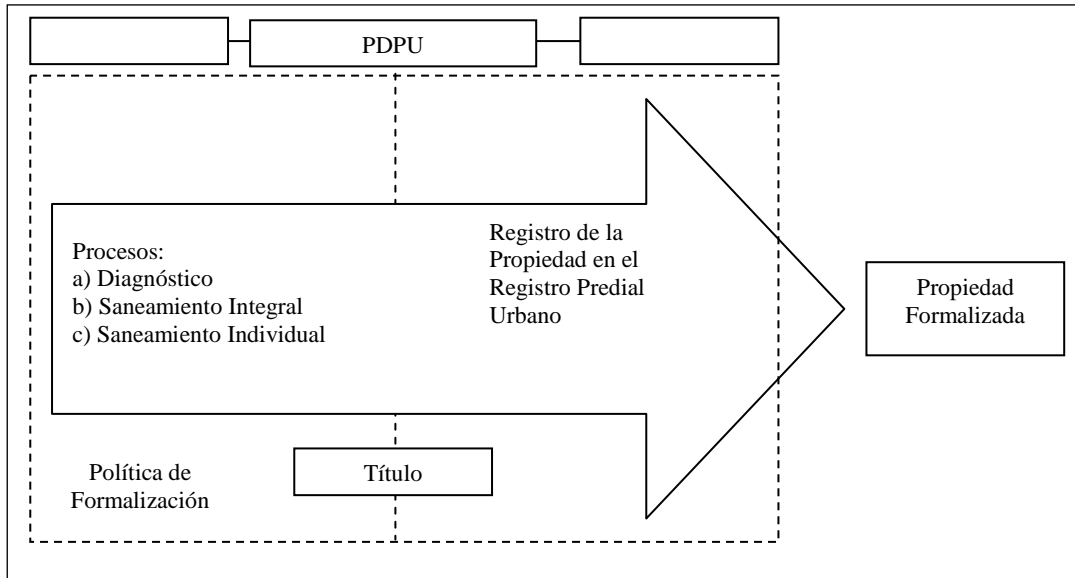 PDPU
Procesos:
a) Diagnóstico
b) Saneamiento Integral
c) Saneamiento Individual
Registro de la
Propiedad en el
Registro Predial
Urbano
Propiedad
Formalizada
Política de
Formalización
Título